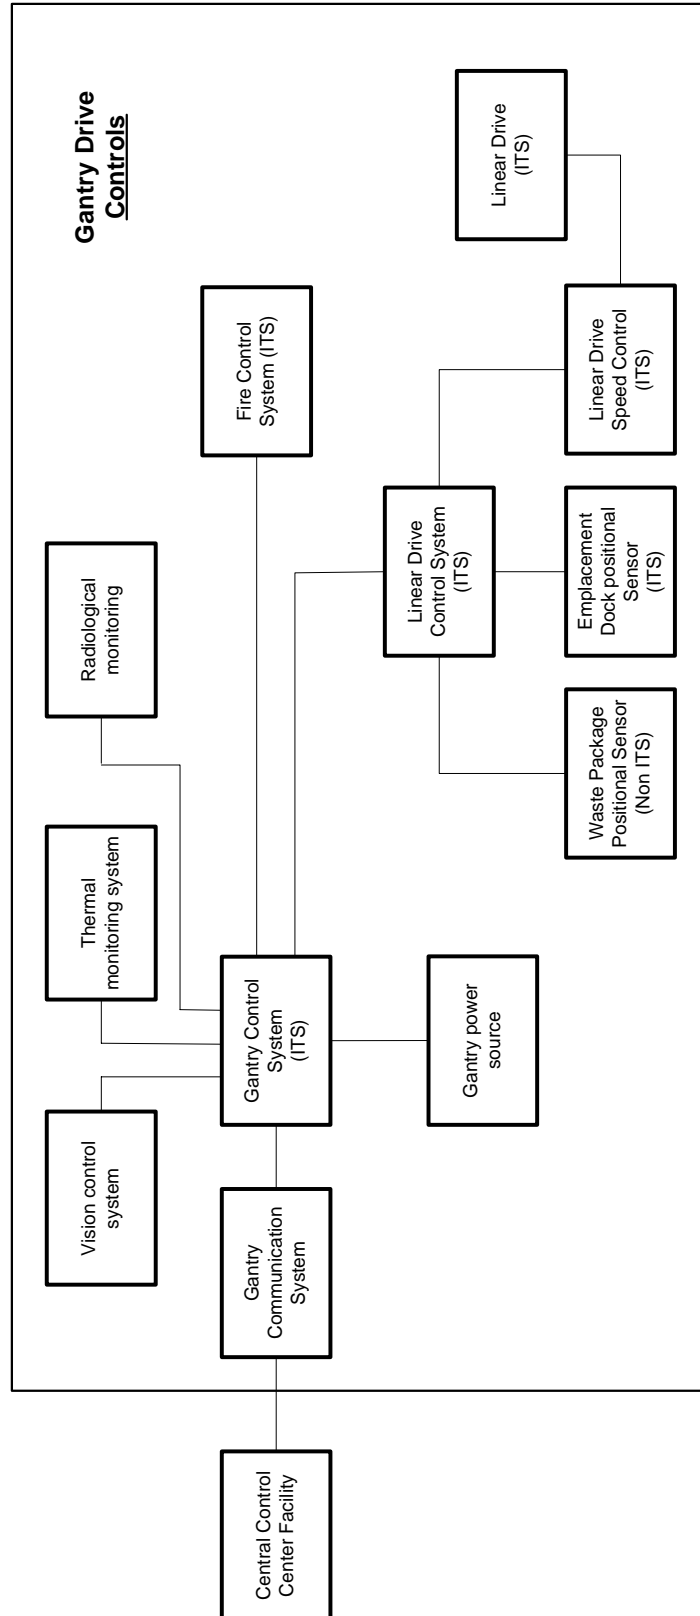 Gantry Drive
Controls
Vision control
system
Thermal
monitoring system
Radiological
monitoring
Central Control
Center Facility
Gantry
Communication
System
Gantry Control
System
(ITS)
Fire Control
System (ITS)
Gantry power
source
Linear Drive
Control System
(ITS)
Linear Drive
(ITS)
Waste Package
Positional Sensor
(Non ITS)
Emplacement
Dock positional
Sensor
(ITS)
Linear Drive
Speed Control
(ITS)